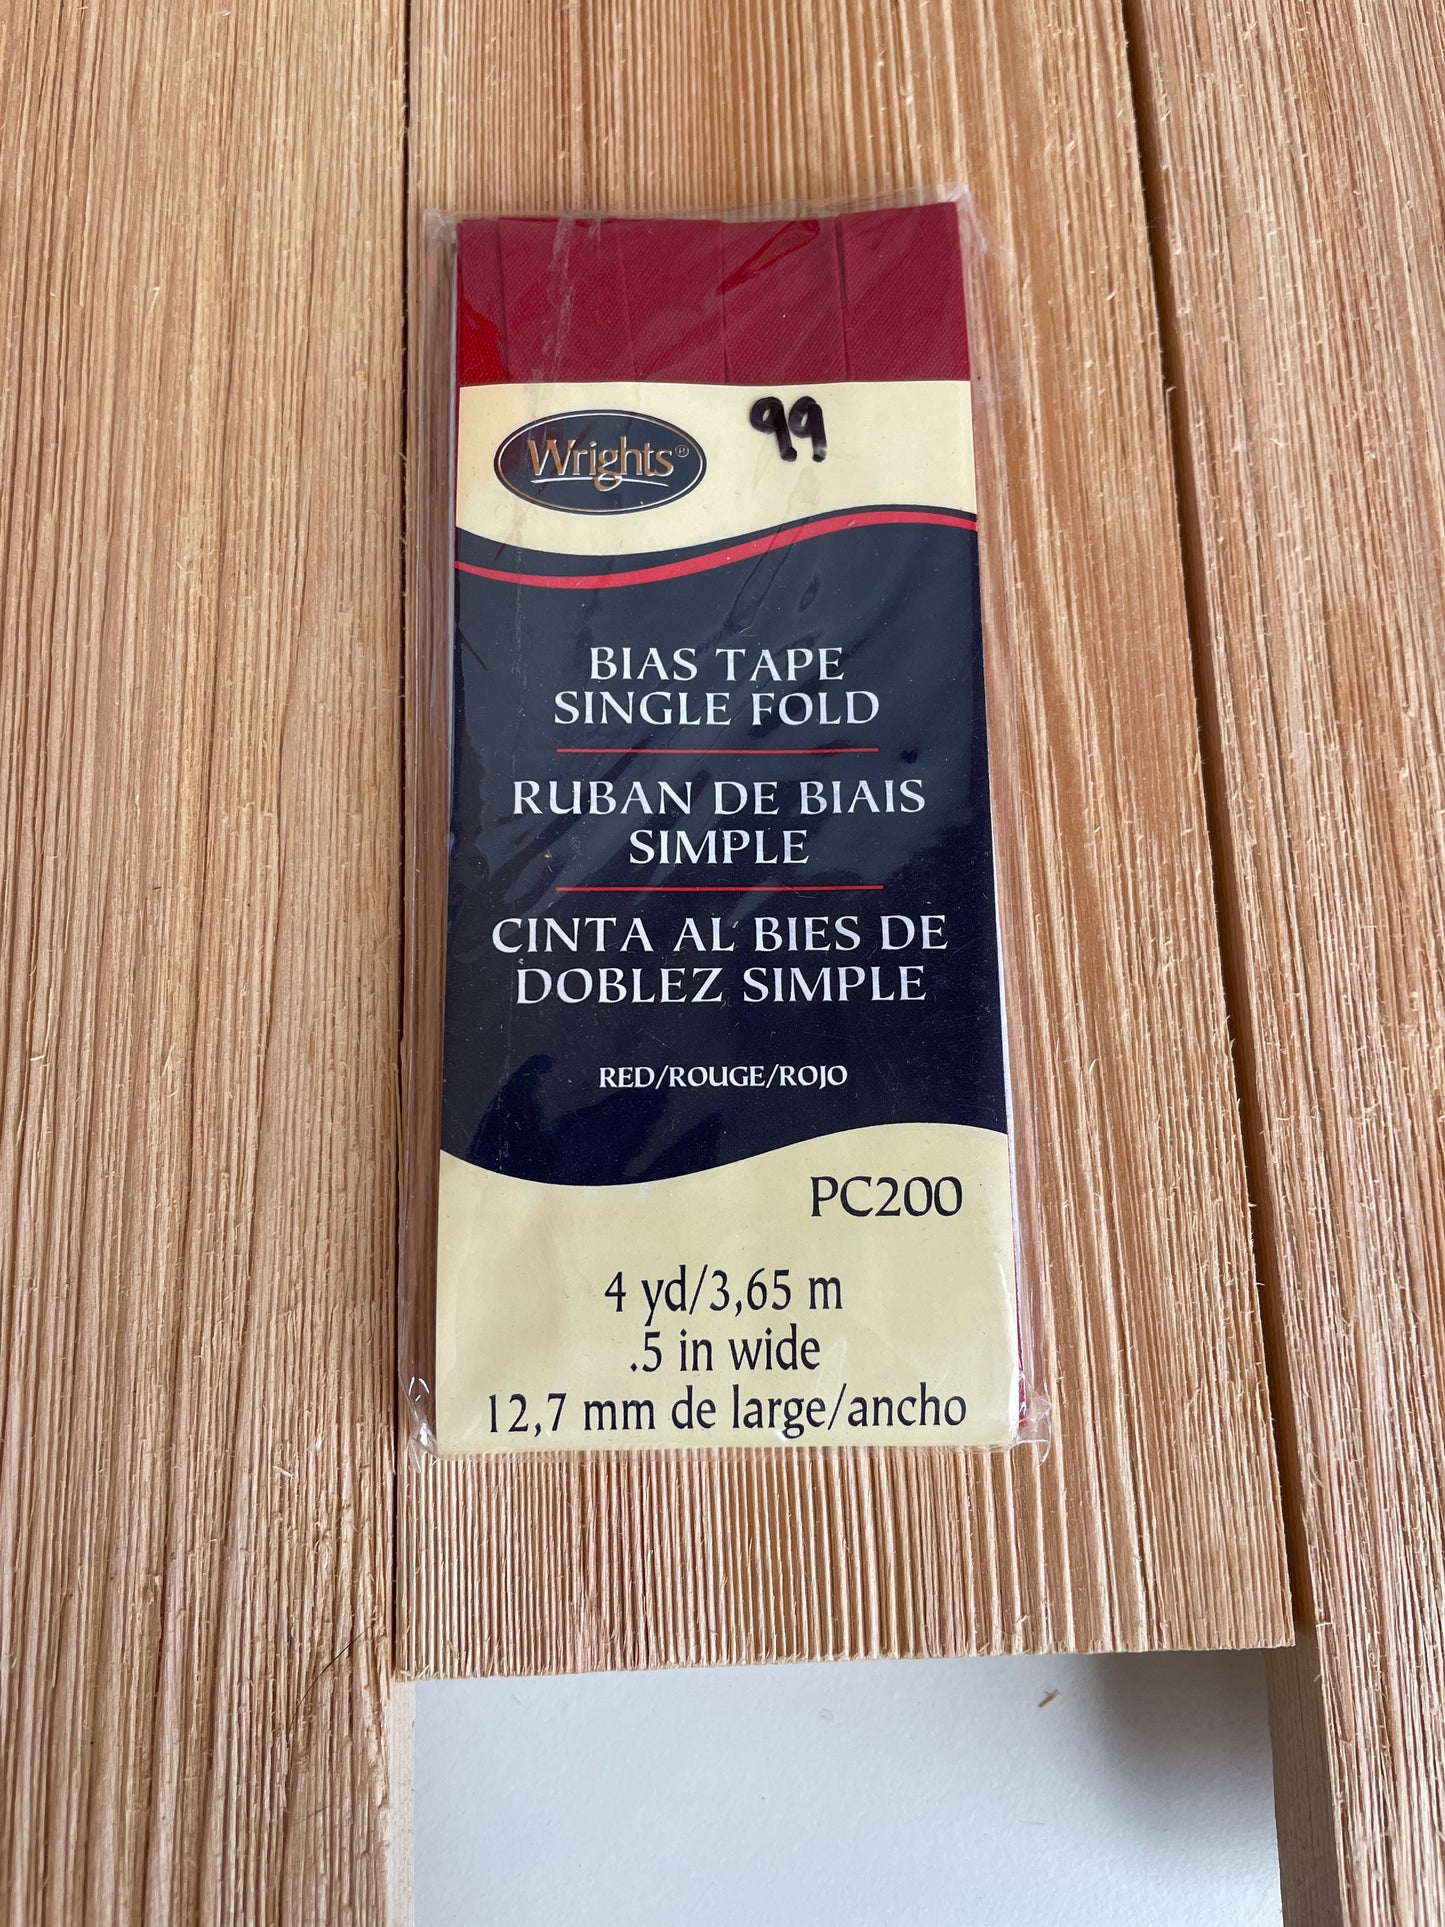 Wrights®
99
BIAS TAPE
SINGLE FOLD
RUBAN DE BIAIS
SIMPLE
CINTA AL BIES DE
DOBLEZ SIMPLE
RED/ROUGE/ROJO
PC200
4 yd/3,65 m
.5 in wide
12,7 mm de large/ancho